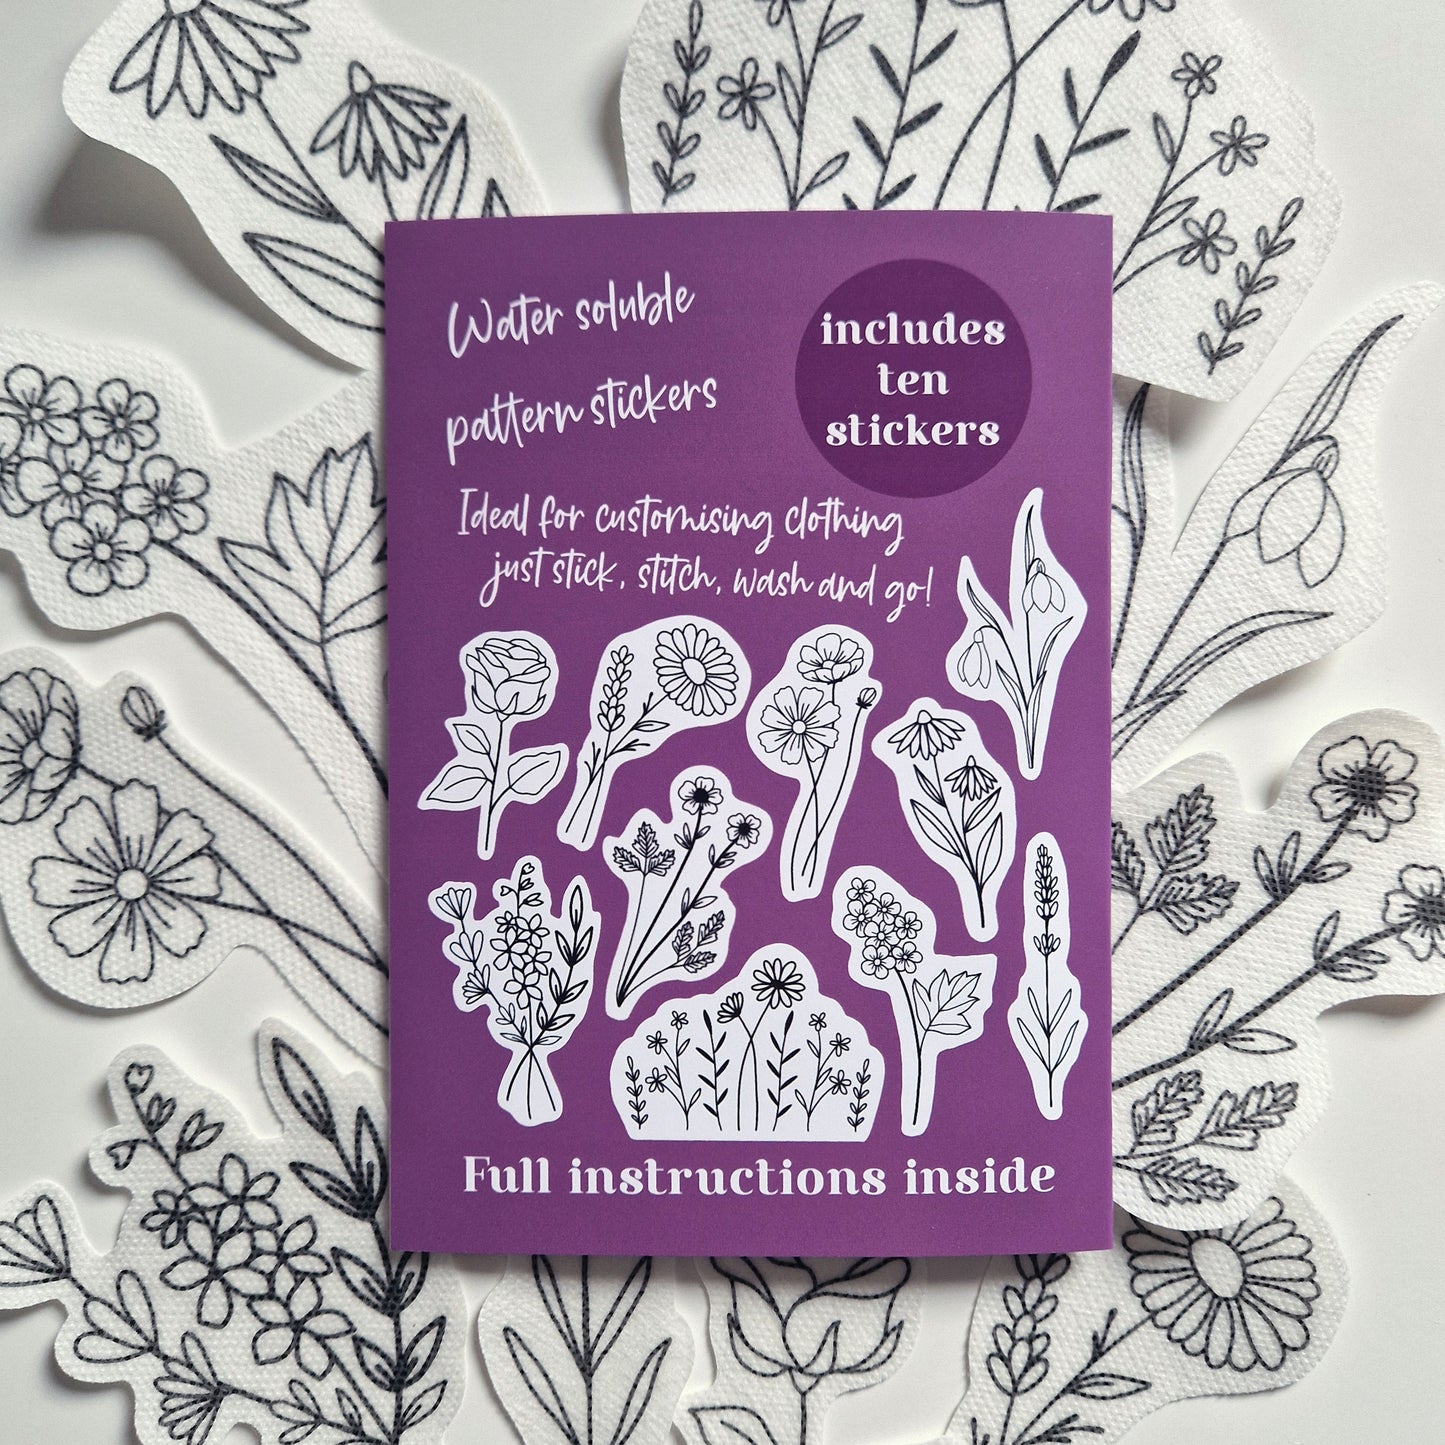 Water soluble
pattern stickers
includes
ten
stickers
Ideal for customising clothing
just stick, stitch, wash and go!
Full instructions inside